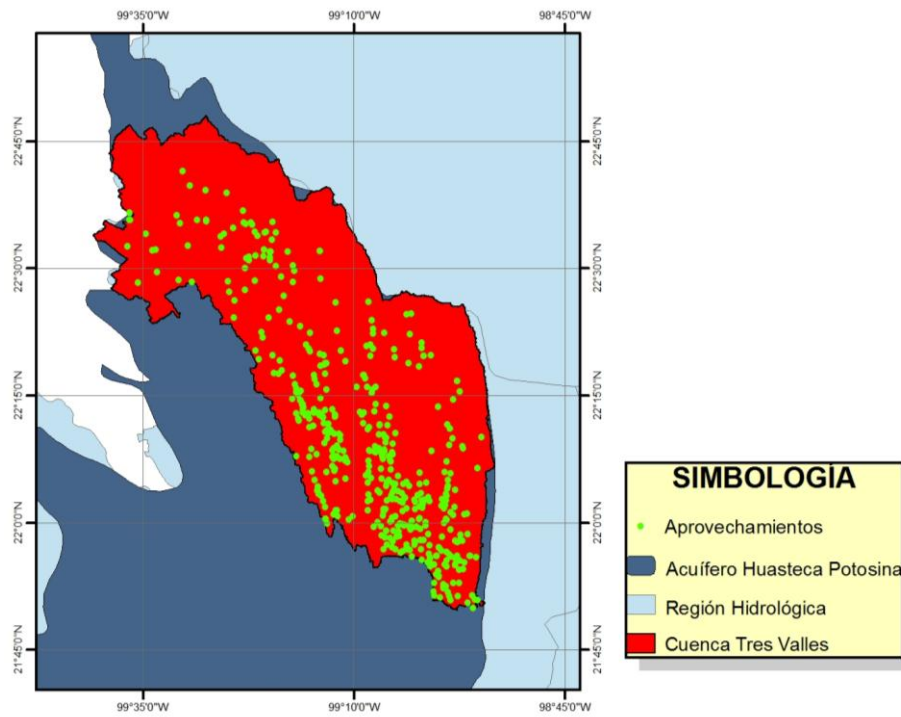 99°35'0"W 99°10'0"W 98°45'0"W
22°45'0"N 22°45'0"N
22°30'0"N 22°30'0"N
22°15'0"N 22°15'0"N
22°0'0"N 22°0'0"N
21°45'0"N 21°45'0"N
99°35'0"W 99°10'0"W 98°45'0"W
SIMBOLOGÍA
Aprovechamientos
Acuífero Huasteca Potosina
Región Hidrológica
Cuenca Tres Valles